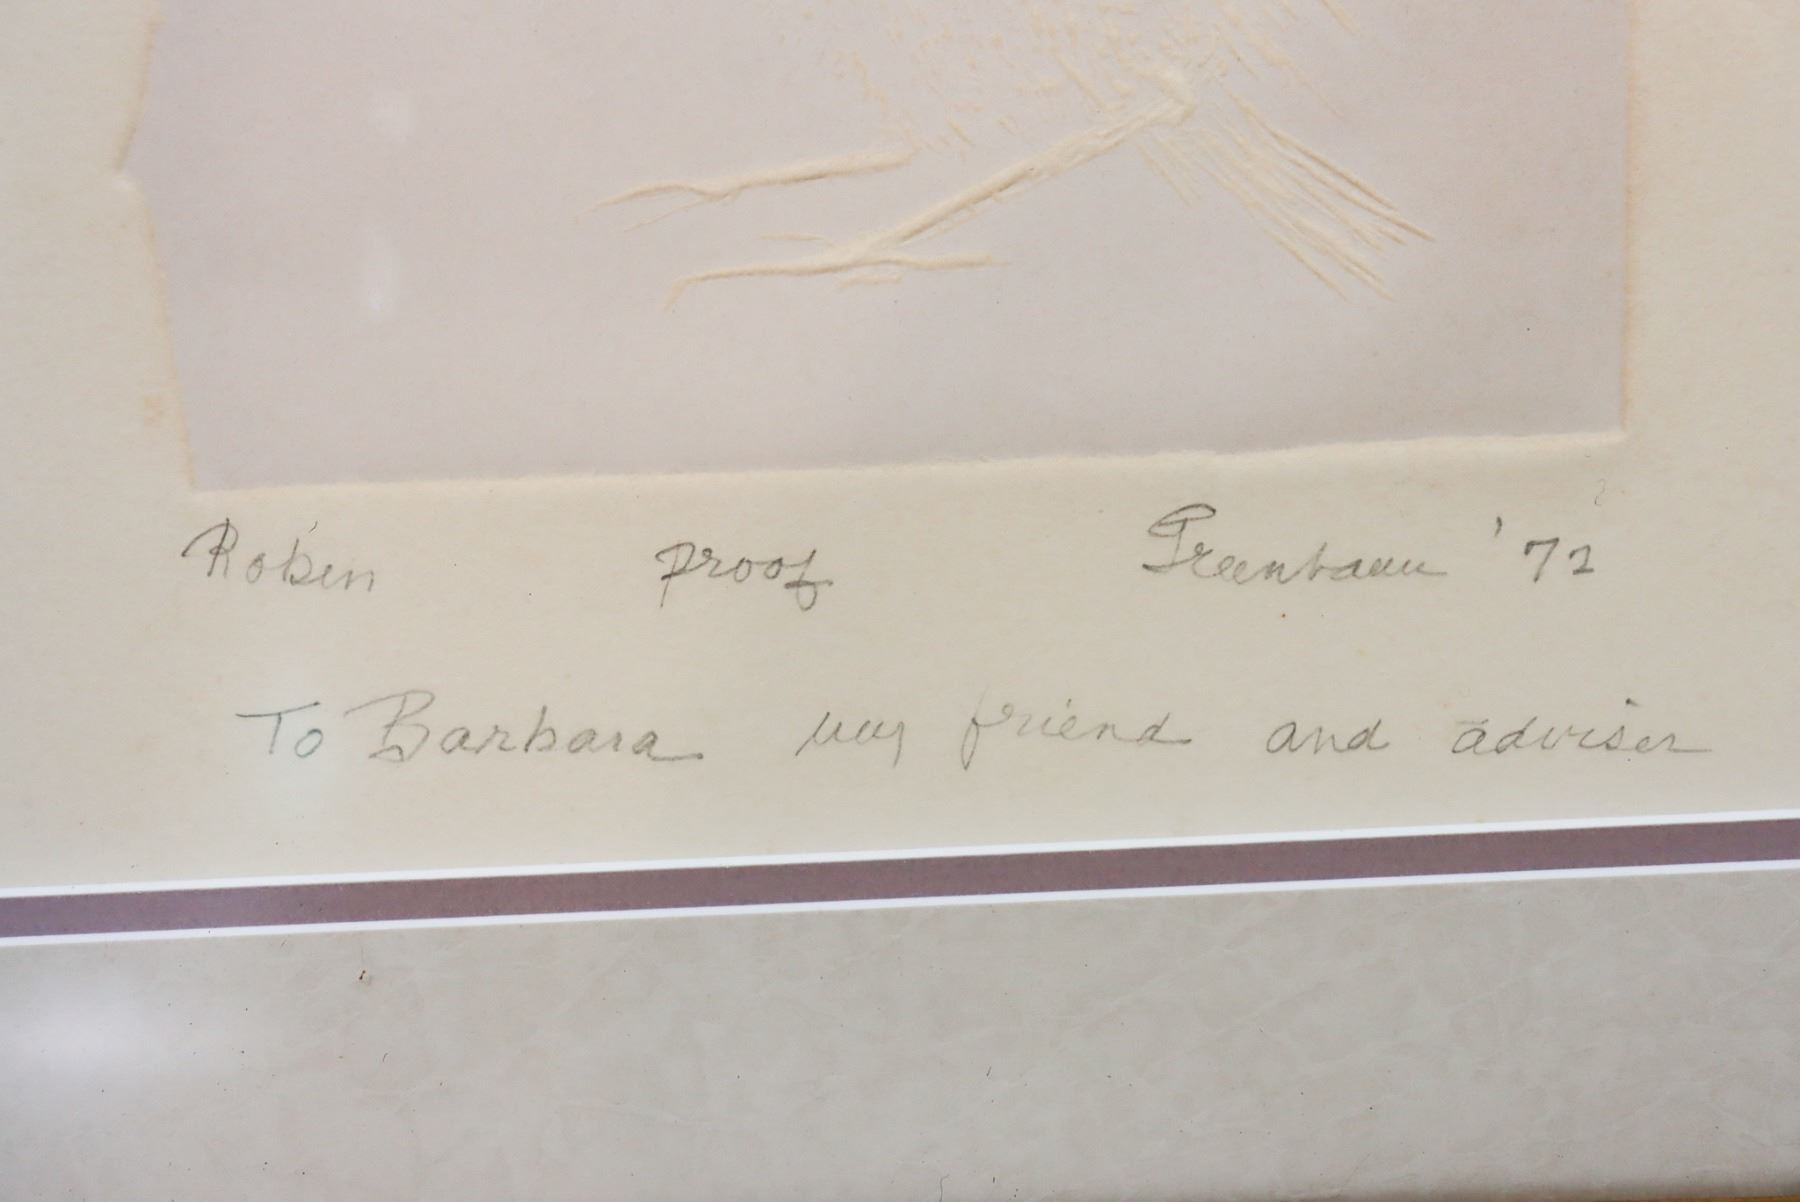 Robin proof Greenbaum '72
To Barbara my friend and adviser